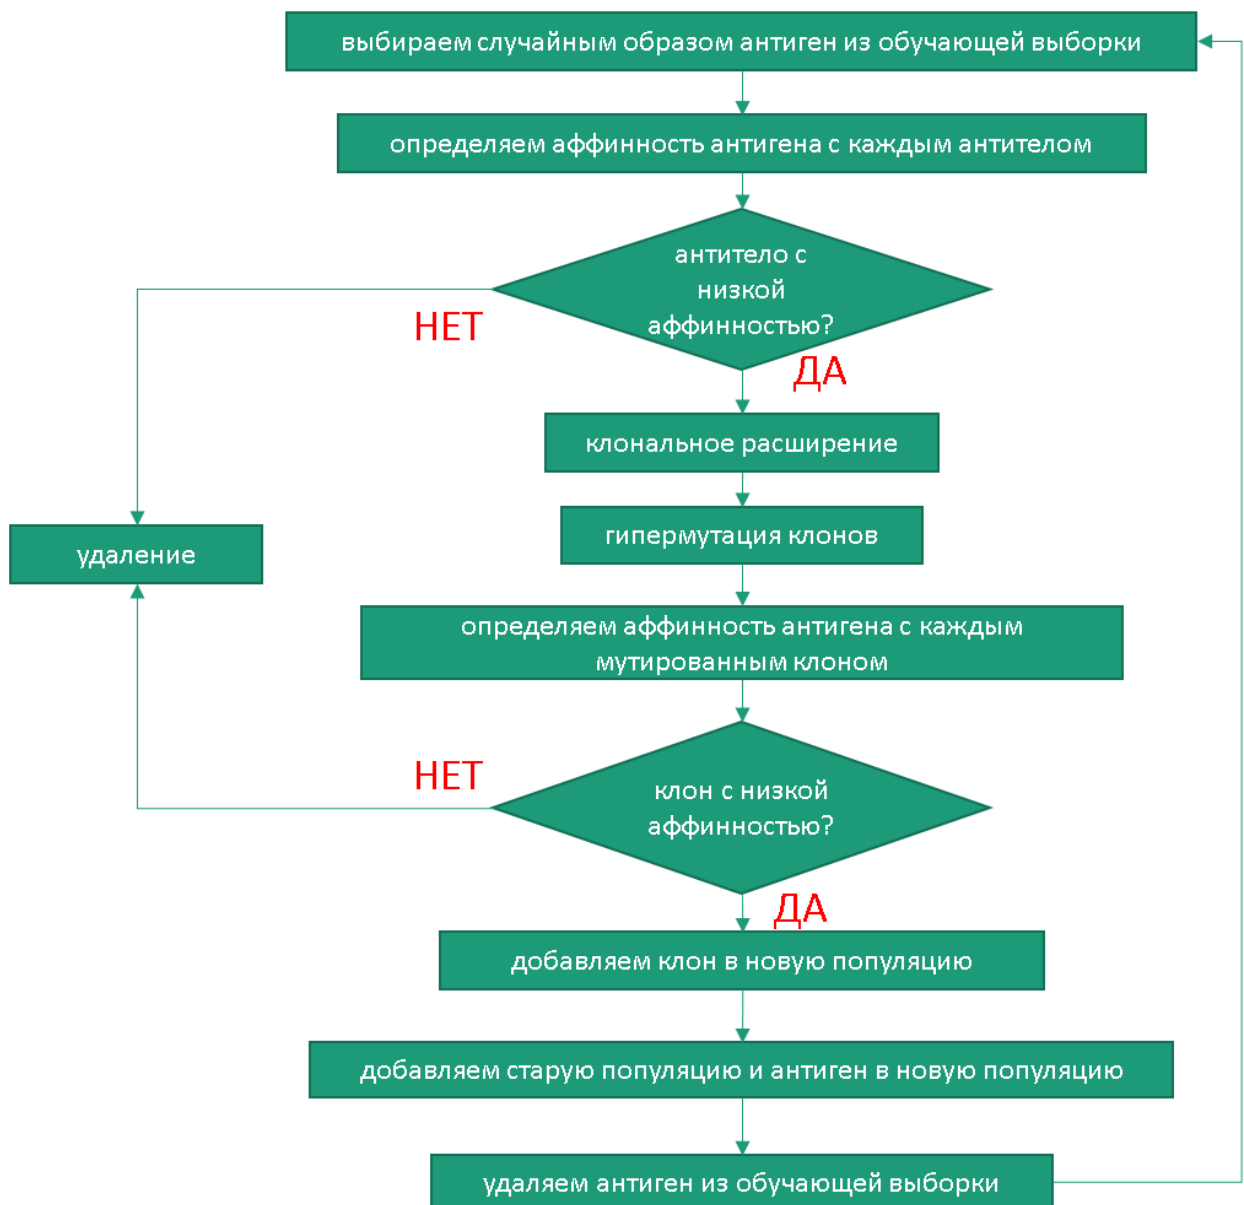 выбираем случайным образом антиген из обучающей выборки
определяем аффинность антигена с каждым антителом
антитело с
низкой
аффинностью?
НЕТ
ДА
клональное расширение
гипермутация клонов
удаление
определяем аффинность антигена с каждым
мутированным клоном
НЕТ
клон с низкой
аффинностью?
ДА
добавляем клон в новую популяцию
добавляем старую популяцию и антиген в новую популяцию
удаляем антиген из обучающей выборки